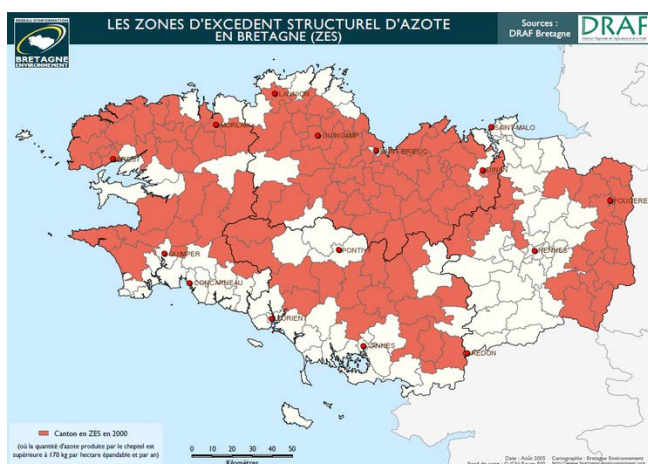 RESEAU D'INFORMATION
BRETAGNE
ENVIRONNEMENT
LES ZONES D'EXCEDENT STRUCTUREL D'AZOTE
EN BRETAGNE (ZES)
Sources :
DRAF Bretagne
DRAF
LANNION
MORLAIX
GUINGAMP
SAINT-MALO
SAINT-BRIEUC
BREST
DINAN
FOUGERES
PONTIVY
RENNES
QUIMPER
CONCARNEAU
LORIENT
VANNES
REDON
Canton en ZES en 2000
(où la quantité d'azote produite par le cheptel est
supérieure à 170 kg par hectare épandable et par an)
0 10 20 30 40 50
Kilomètres
Date : Août 2005 Cartographie : Bretagne Environnement